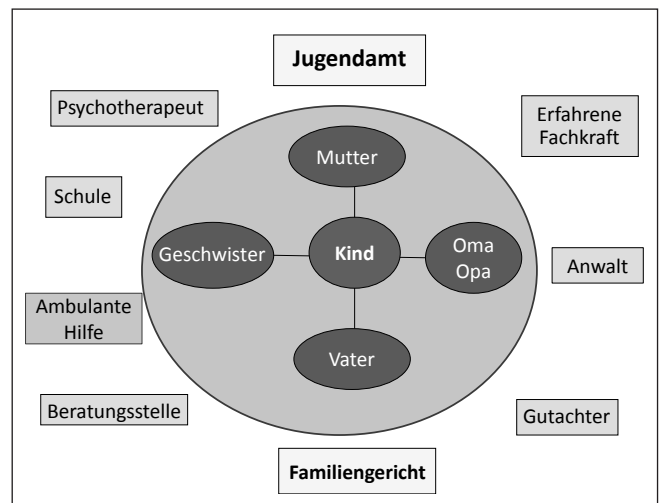 Jugendamt
Psychotherapeut
Erfahrene
Fachkraft
Mutter
Schule
Geschwister
Kind
Oma
Opa
Anwalt
Ambulante
Hilfe
Vater
Beratungsstelle
Gutachter
Familiengericht